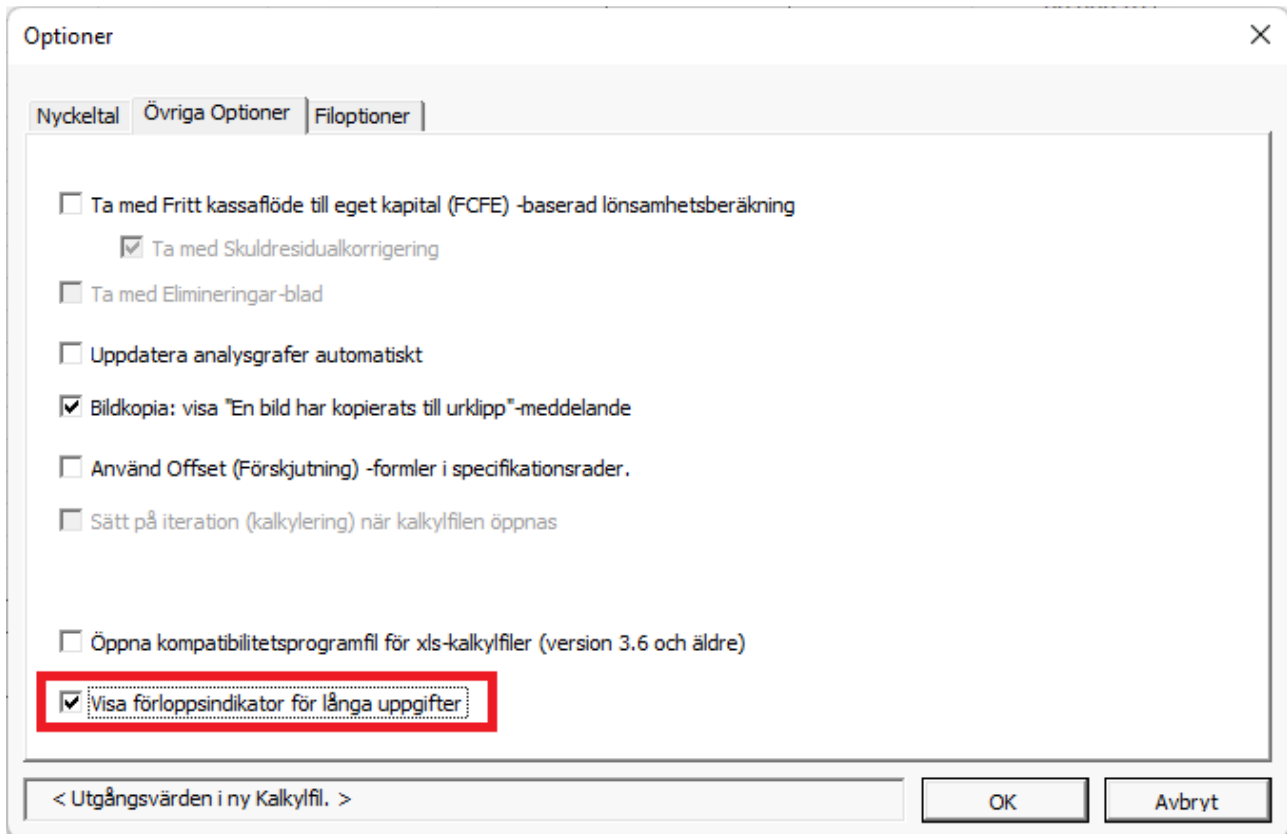 Optioner
Nyckeltal Övriga Optioner Filoptioner
Ta med Fritt kassaflöde till eget kapital (FCFE) -baserad lönsamhetsberäkning
Ta med Skuldresidualkorrigering
Ta med Elimineringar-blad
Uppdatera analysgrafer automatiskt
Bildkopia: visa "En bild har kopierats till urklipp"-meddelande
Använd Offset (Förskjutning) -formler i specifikationsrader.
Sätt på iteration (kalkylering) när kalkylfilen öppnas
Öppna kompatibilitetsprogramfil för xls-kalkylfiler (version 3.6 och äldre)
Visa förloppsindikator för långa uppgifter
< Utgångsvärden i ny Kalkylfil. > OK Avbryt